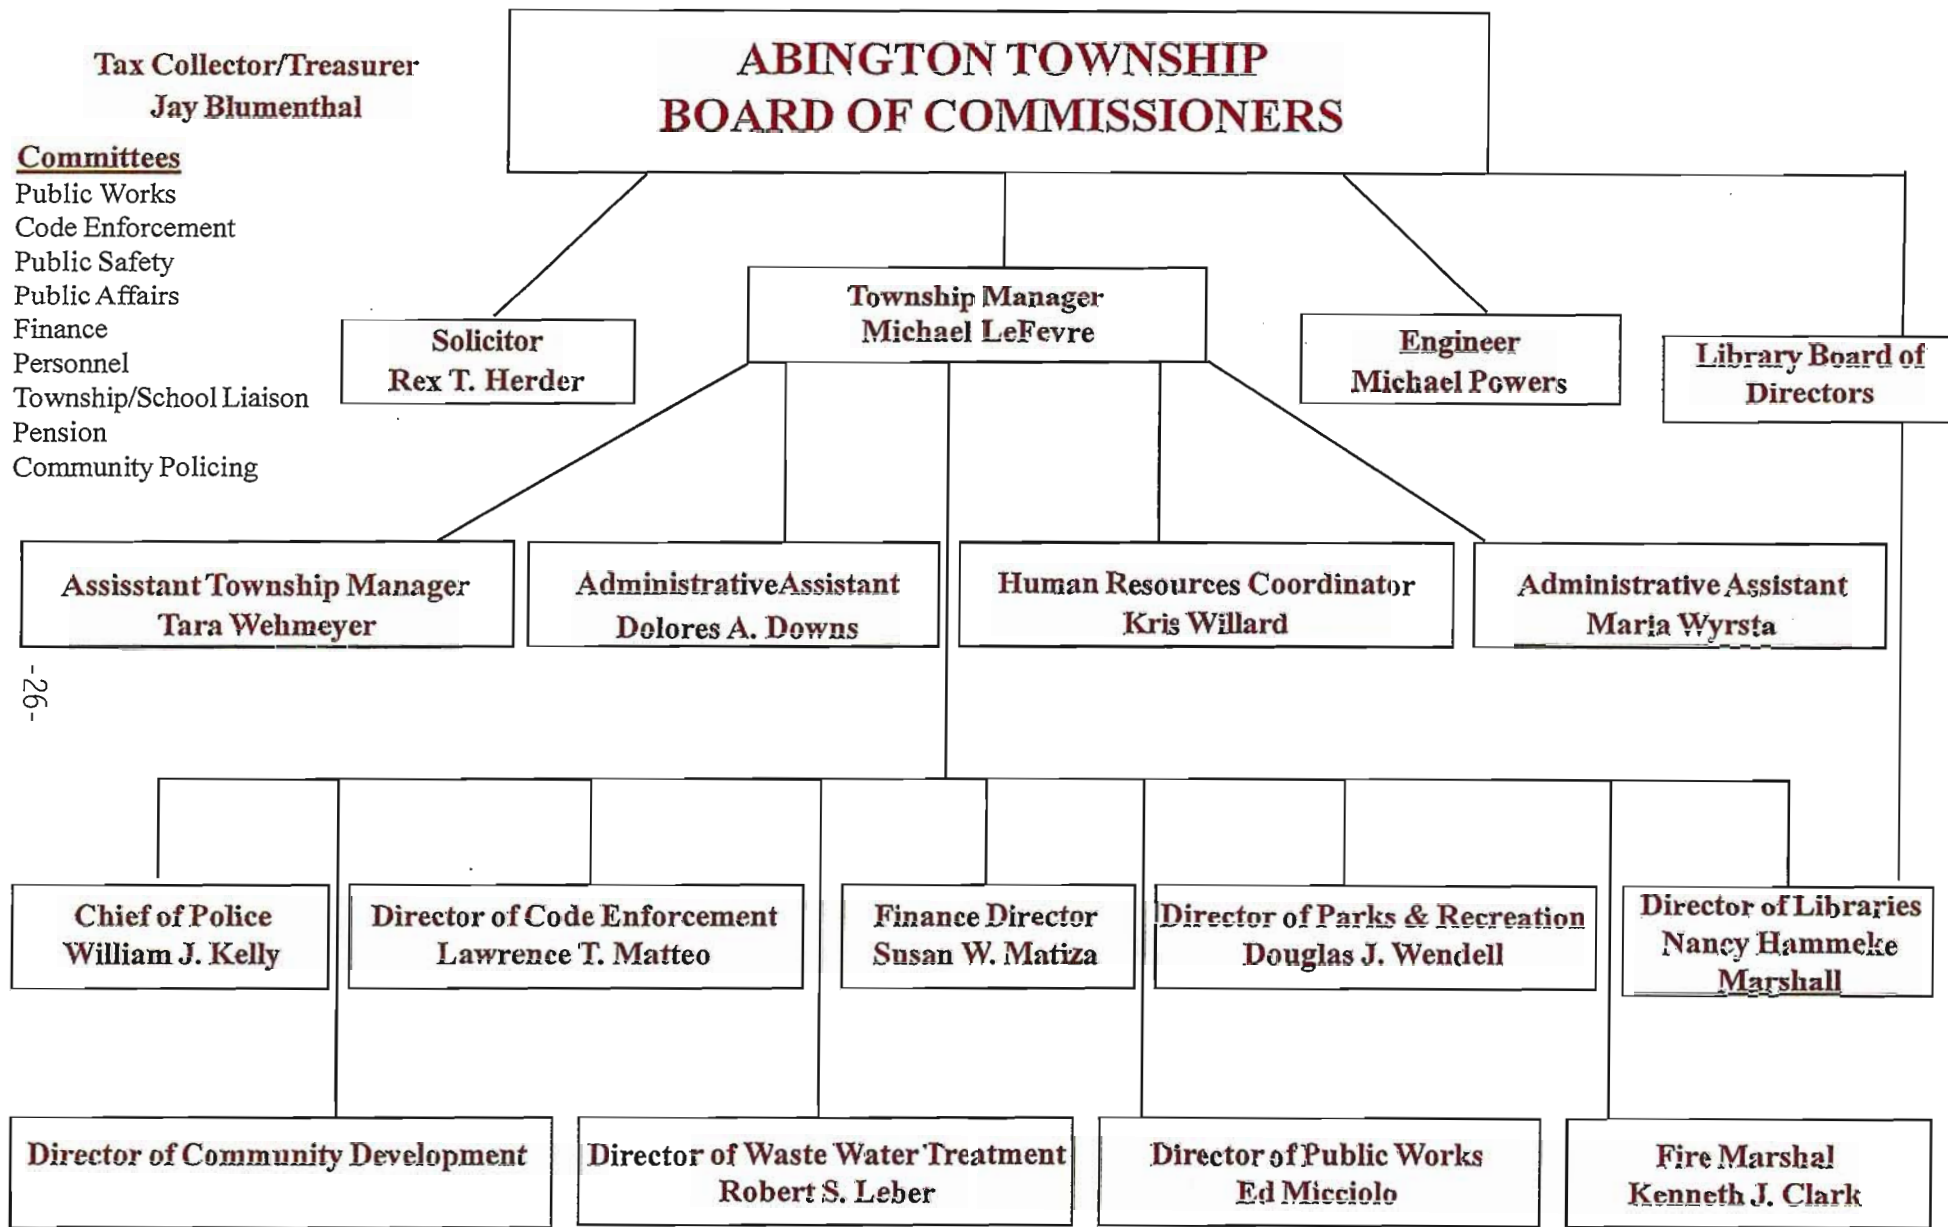 Tax Collector/Treasurer
Jay Blumenthal
ABINGTON TOWNSHIP
BOARD OF COMMISSIONERS
Committees
Public Works
Code Enforcement
Public Safety
Public Affairs
Finance
Personnel
Township/School Liaison
Pension
Community Policing
Solicitor
Rex T. Herder
Township Manager
Michael LeFevre
Engineer
Michael Powers
Library Board of
Directors
Assisstant Township Manager
Tara Wehmeyer
Administrative Assistant
Dolores A. Downs
Human Resources Coordinator
Kris Willard
Administrative Assistant
Maria Wyrsta
-26-
Chief of Police
William J. Kelly
Director of Code Enforcement
Lawrence T. Matteo
Finance Director
Susan W. Matiza
Director of Parks & Recreation
Douglas J. Wendell
Director of Libraries
Nancy Hammeke
Marshall
Director of Community Development
Director of Waste Water Treatment
Robert S. Leber
Director of Public Works
Ed Micciolo
Fire Marshal
Kenneth J. Clark